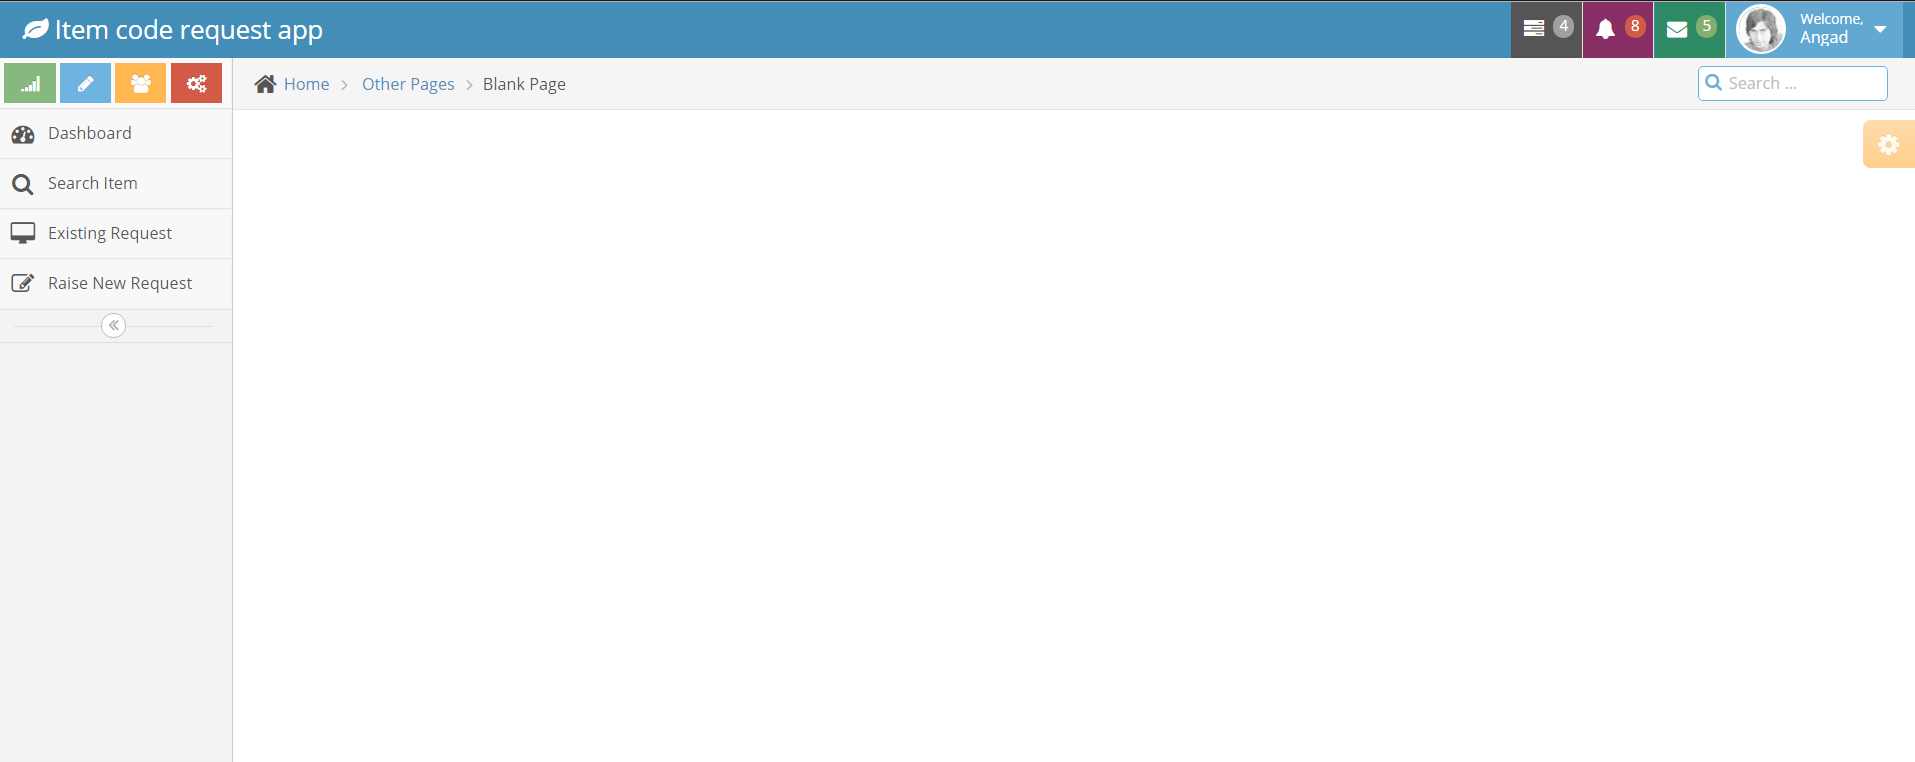 Item code request app
4
8
5
Welcome,
Angad
Home
Other Pages
Blank Page
Search ...
Dashboard
Search Item
Existing Request
Raise New Request